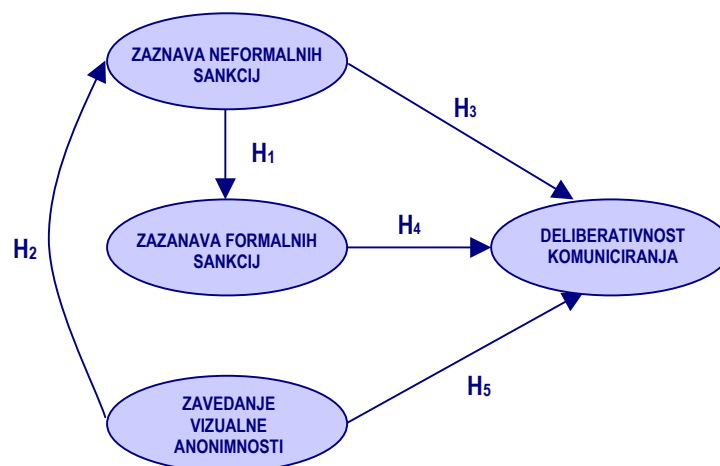 ZAZNAVA NEFORMALNIH
SANKCIJ
H3
H1
ZAZANAVA FORMALNIH
SANKCIJ
H4
DELIBERATIVNOST
KOMUNICIRANJA
H2
H5
ZAVEDANJE
VIZUALNE
ANONIMNOSTI